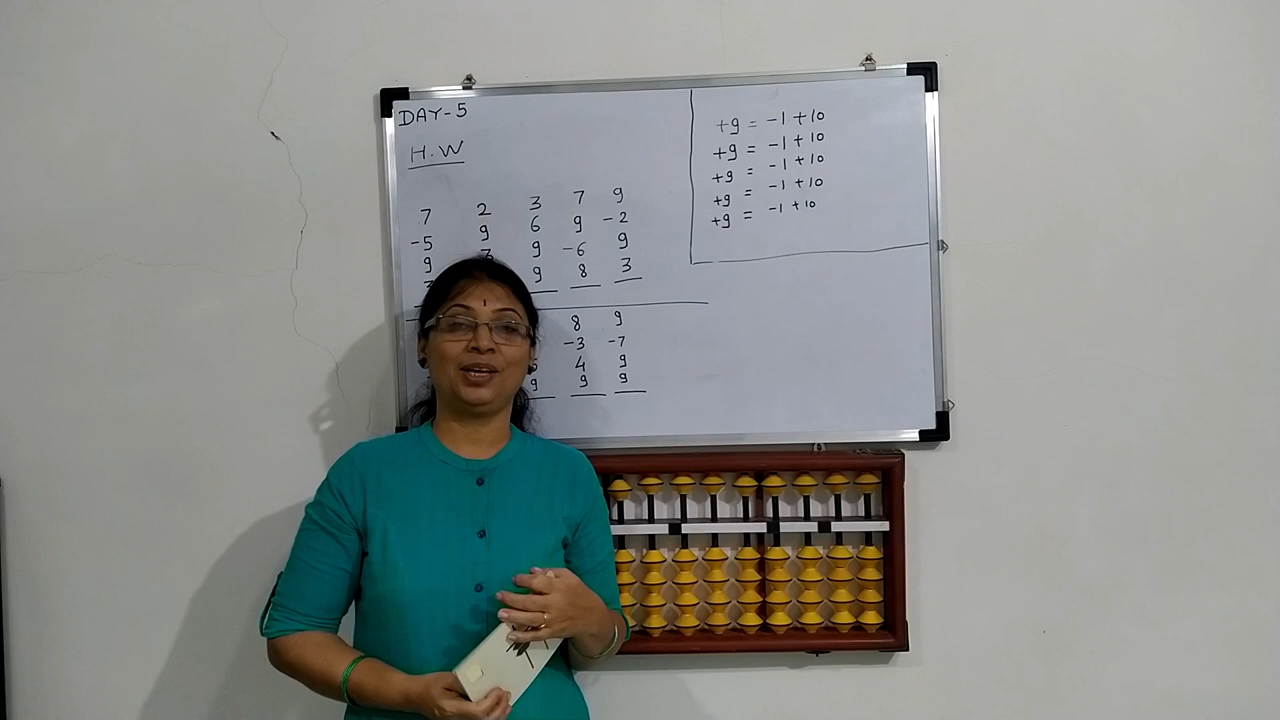 DAY-5
H.W
7 2 3 7 9
-5 9 6 9 -2
9 9 -6 9
9 8 3
8 9
-3 -7
4 9
9 9 9
+9 = -1 +10
+9 = -1 +10
+9 = -1 +10
+9 = -1 +10
+9 = -1 +10